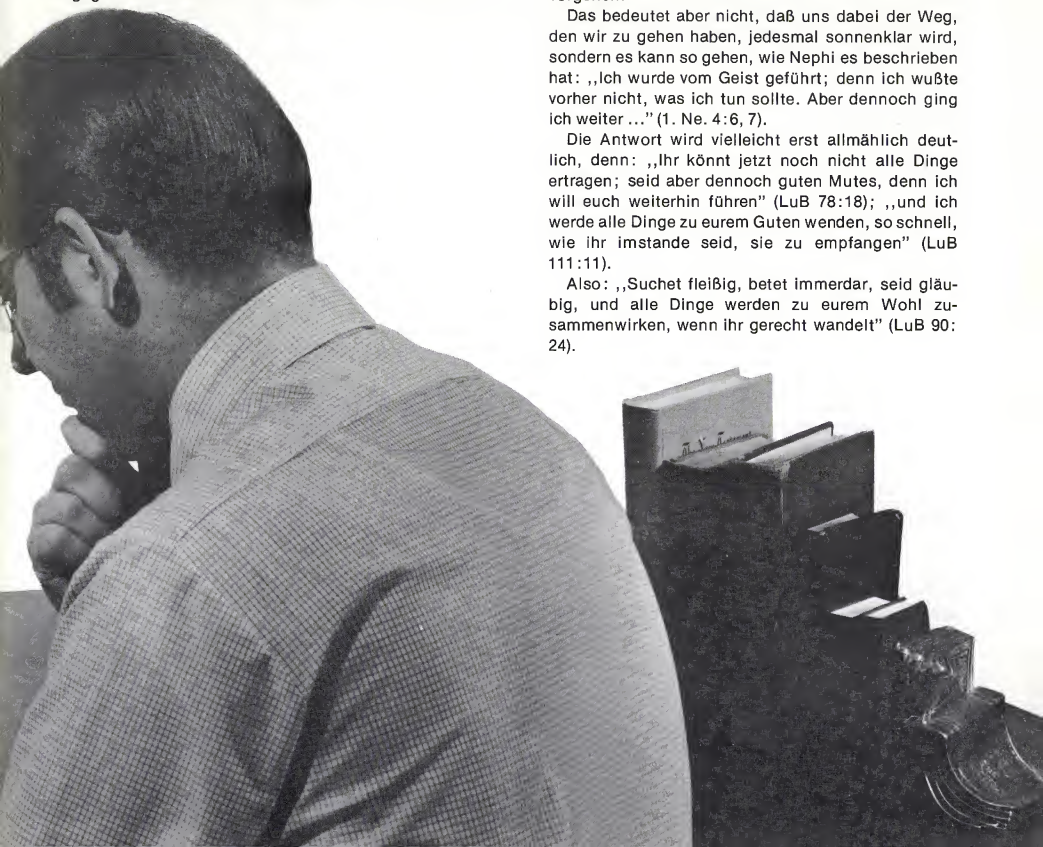 Das bedeutet aber nicht, daß uns dabei der Weg,
den wir zu gehen haben, jedesmal sonnenklar wird,
sondern es kann so gehen, wie Nephi es beschrieben
hat: ,,Ich wurde vom Geist geführt; denn ich wußte
vorher nicht, was ich tun sollte. Aber dennoch ging
ich weiter ...” (1. Ne. 4:6, 7).
Die Antwort wird vielleicht erst allmählich deut-
lich, denn: ,,Ihr könnt jetzt noch nicht alle Dinge
ertragen; seid aber dennoch guten Mutes, denn ich
will euch weiterhin führen” (LuB 78:18); ,,und ich
werde alle Dinge zu eurem Guten wenden, so schnell,
wie ihr imstande seid, sie zu empfangen” (LuB
111:11).
Also: ,,Suchet fleißig, betet immerdar, seid gläu-
big, und alle Dinge werden zu eurem Wohl zu-
sammenwirken, wenn ihr gerecht wandelt” (LuB 90:
24).